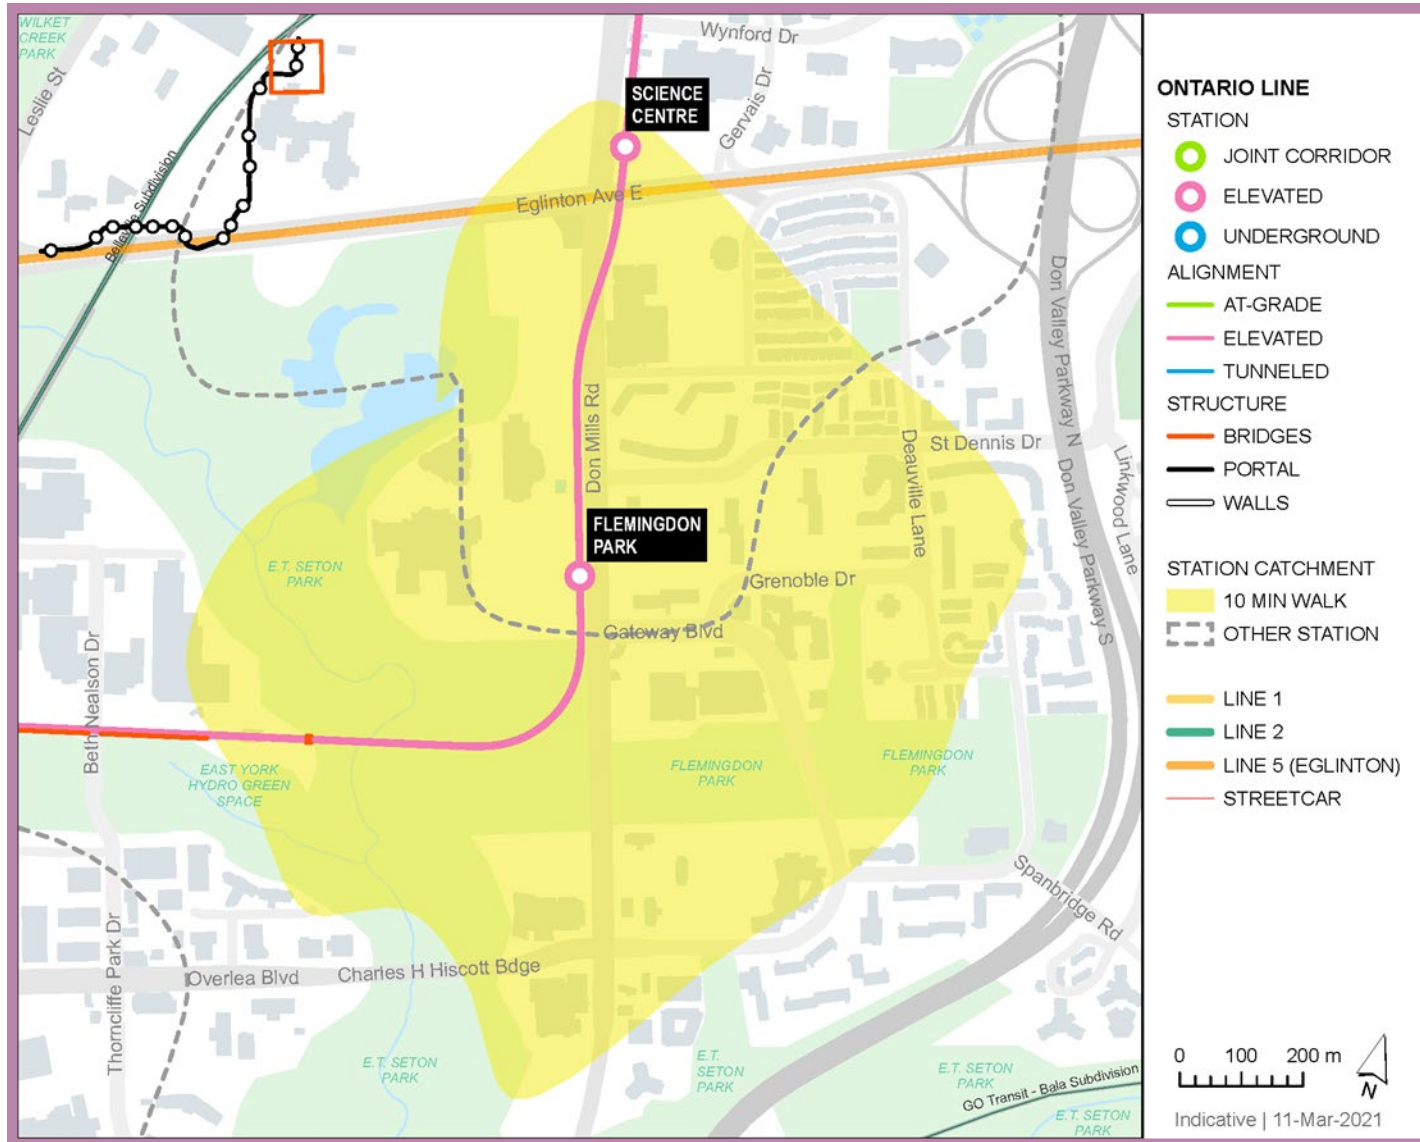 WILKET
CREEK
PARK
Leslie St
Belleville Subdivision
Wynford Dr
Gervais Dr
SCIENCE
CENTRE
Eglinton Ave E
Don Mills Rd
Don Valley Parkway N
Don Valley Parkway S
Linkwood Lane
St Dennis Dr
Deauville Lane
FLEMINGDON
PARK
Grenoble Dr
Gateway Blvd
E.T. SETON
PARK
Beth Nealson Dr
EAST YORK
HYDRO GREEN
SPACE
FLEMINGDON
PARK
FLEMINGDON
PARK
Spanbridge Rd
Thorncliffe Park Dr
Overlea Blvd
Charles H Hiscott Bdge
E.T. SETON
PARK
E.T.
SETON
PARK
E.T. SETON
PARK
GO Transit - Bala Subdivision
E.T. SETON
PARK
ONTARIO LINE
STATION
JOINT CORRIDOR
ELEVATED
UNDERGROUND
ALIGNMENT
AT-GRADE
ELEVATED
TUNNELED
STRUCTURE
BRIDGES
PORTAL
WALLS
STATION CATCHMENT
10 MIN WALK
OTHER STATION
LINE 1
LINE 2
LINE 5 (EGLINTON)
STREETCAR
0 100 200 m
N
Indicative | 11-Mar-2021